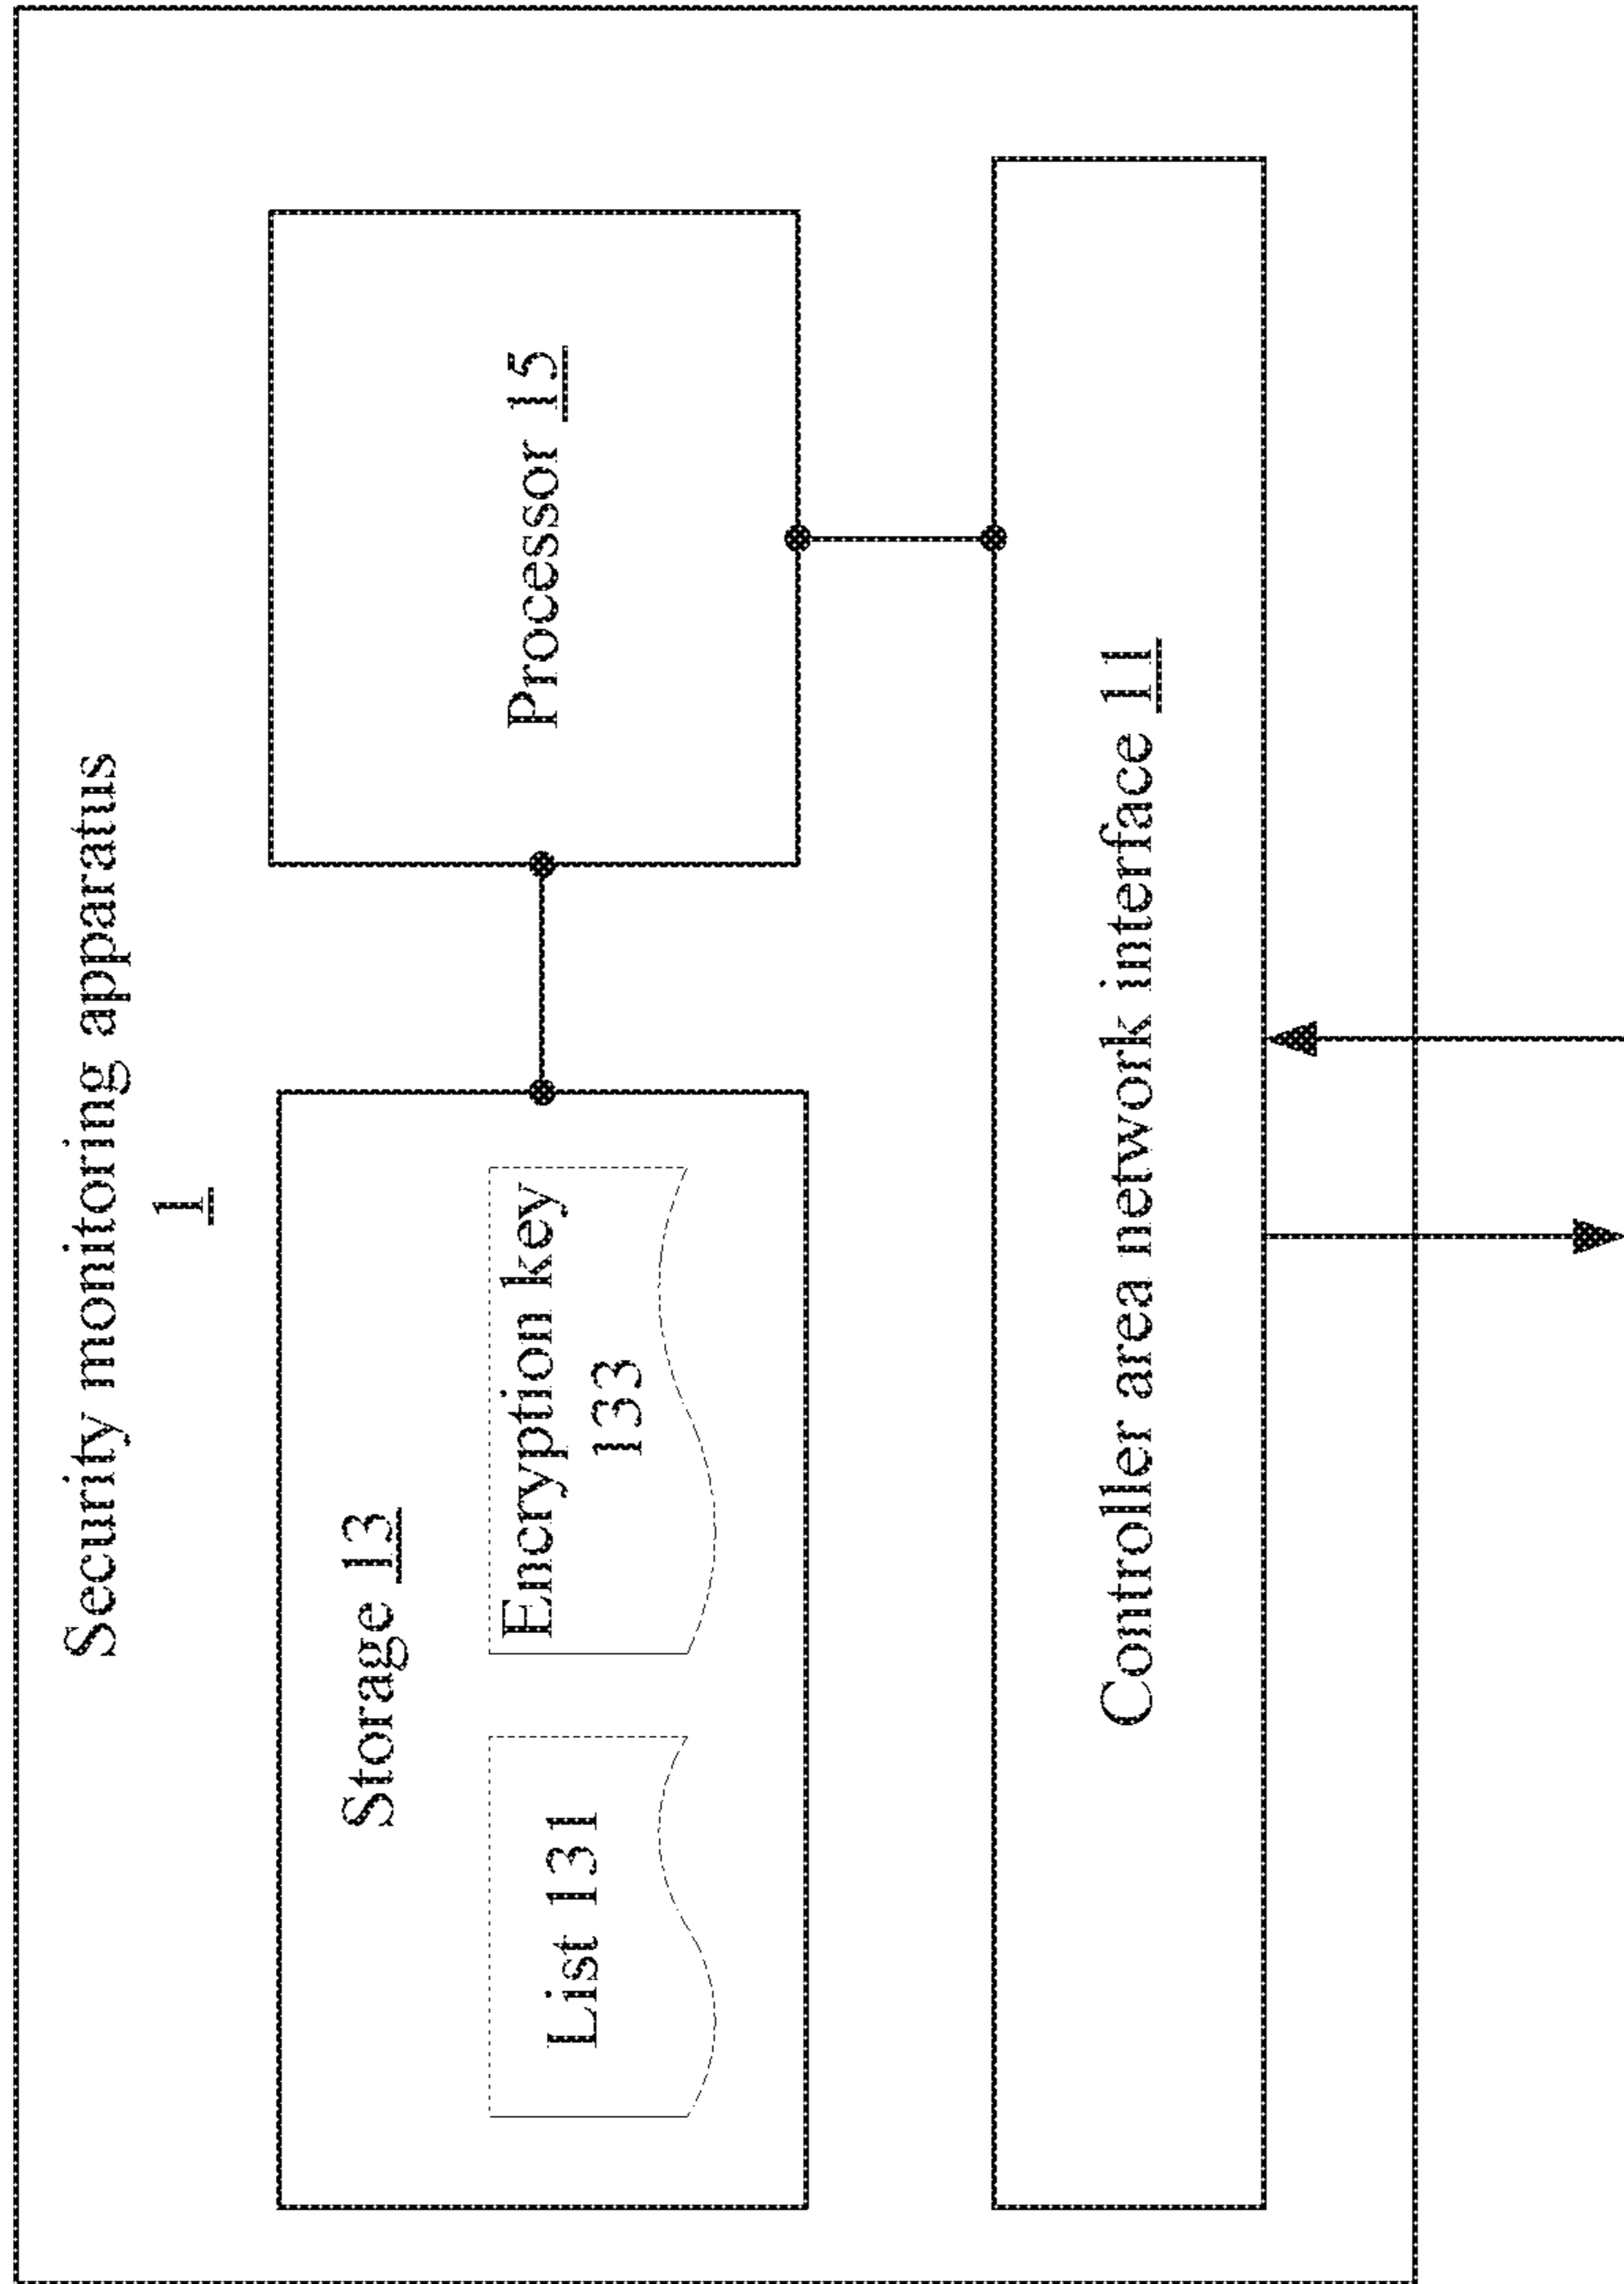 Security monitoring apparatus
1
Storage 13
List 131
Encryption key
133
Processor 15
Controller area network interface 11